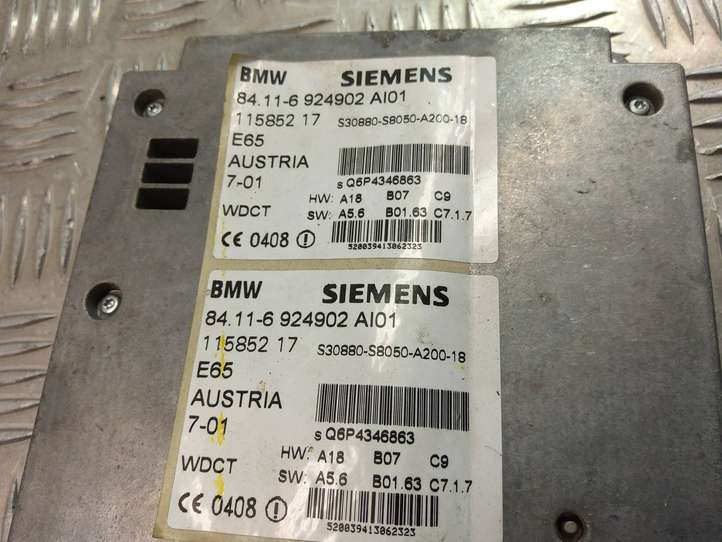 BMW SIEMENS
84.11-6 924902 AI01
115852 17 S30880-S8050-A200-18
E65
AUSTRIA
7-01 s Q6P4346863
HW: A18 B07 C9
WDCT SW: A5.6 B01.63 C7.1.7
CE 0408 520039413062323
BMW SIEMENS
84.11-6 924902 AI01
115852 17 S30880-S8050-A200-18
E65
AUSTRIA
7-01 s Q6P4346863
HW: A18 B07 C9
WDCT SW: A5.6 B01.63 C7.1.7
CE 0408 520039413062323